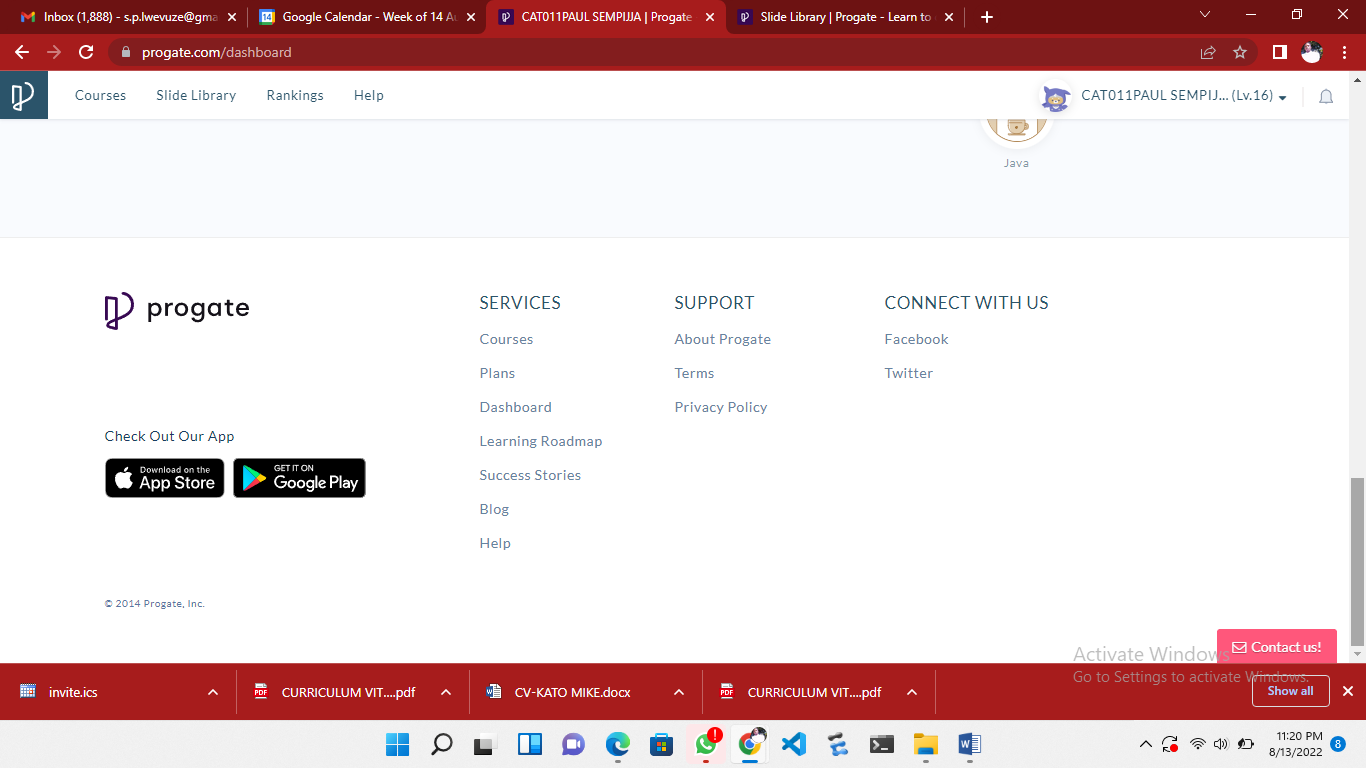 Inbox (1,888) - s.p.lwevuze@gma
Google Calendar - Week of 14 Au
CAT011PAUL SEMPIJJA | Progate
Slide Library | Progate - Learn to
progate.com/dashboard
Courses
Slide Library
Rankings
Help
CAT011PAUL SEMPIJ... (Lv.16)
Java
progate
Check Out Our App
Download on the
App Store
GET IT ON
Google Play
SERVICES
Courses
Plans
Dashboard
Learning Roadmap
Success Stories
Blog
Help
SUPPORT
About Progate
Terms
Privacy Policy
CONNECT WITH US
Facebook
Twitter
© 2014 Progate, Inc.
Contact us!
Activate Windows
Go to Settings to activate Windows.
invite.ics
CURRICULUM VIT....pdf
CV-KATO MIKE.docx
CURRICULUM VIT....pdf
Show all
11:20 PM
8/13/2022
8